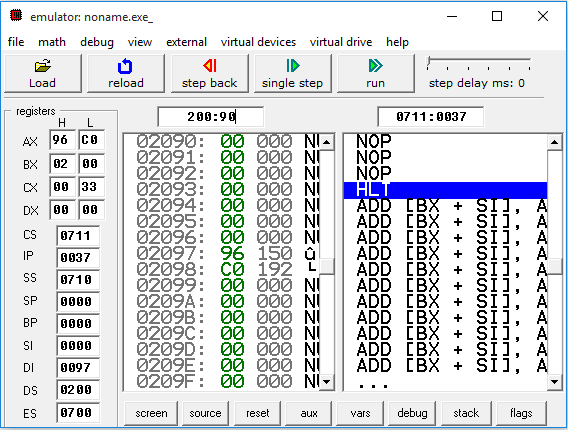 emulator: noname.exe_
file math debug view external virtual devices virtual drive help
Load reload step back single step run step delay ms: 0
registers 200:90 0711:0037
H L
AX 96 C0
BX 02 00
CX 00 33
DX 00 00
CS 0711
IP 0037
SS 0710
SP 0000
BP 0000
SI 0000
DI 0097
DS 0200
ES 0700
02090: 00 000 NU
02091: 00 000 NU
02092: 00 000 NU
02093: 00 000 NU
02094: 00 000 NU
02095: 00 000 NU
02096: 00 000 NU
02097: 96 150 û
02098: C0 192 └
02099: 00 000 NU
0209A: 00 000 NU
0209B: 00 000 NU
0209C: 00 000 NU
0209D: 00 000 NU
0209E: 00 000 NU
0209F: 00 000 NU
NOP
NOP
NOP
HLT
ADD [BX + SI], A
ADD [BX + SI], A
ADD [BX + SI], A
ADD [BX + SI], A
ADD [BX + SI], A
ADD [BX + SI], A
ADD [BX + SI], A
ADD [BX + SI], A
ADD [BX + SI], A
ADD [BX + SI], A
ADD [BX + SI], A
...
screen source reset aux vars debug stack flags